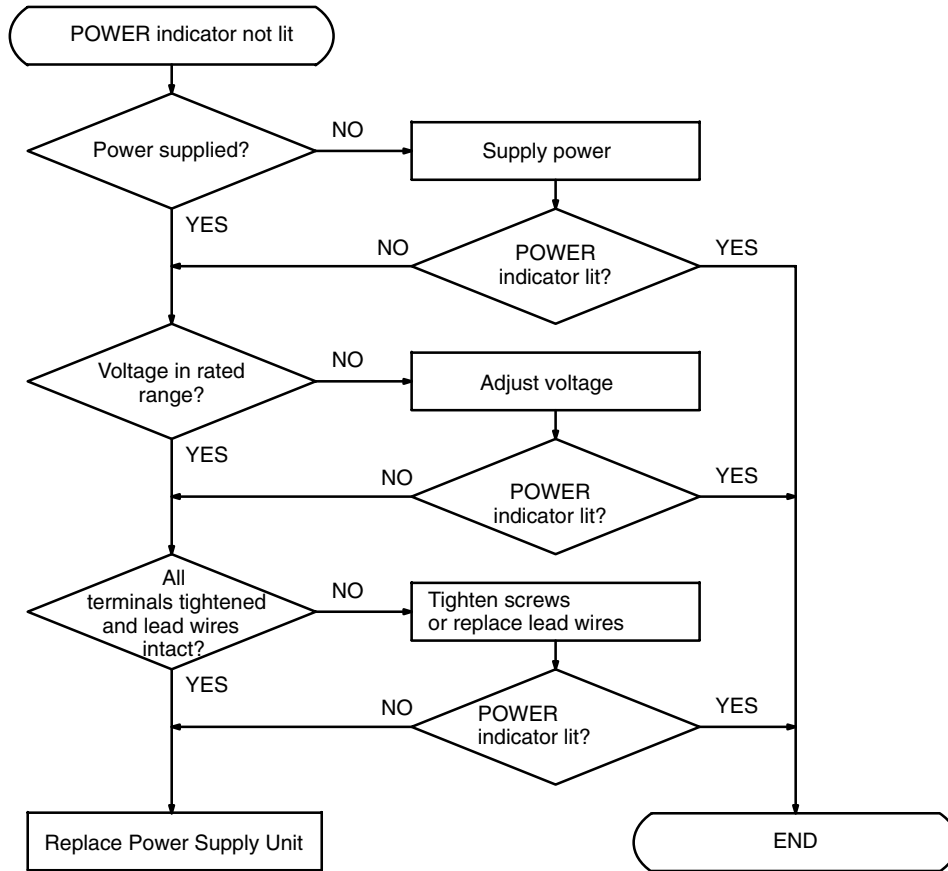 POWER indicator not lit
Power supplied?
NO
Supply power
YES
NO
POWER
indicator lit?
YES
Voltage in rated
range?
NO
Adjust voltage
YES
NO
POWER
indicator lit?
YES
All
terminals tightened
and lead wires
intact?
NO
Tighten screws
or replace lead wires
YES
NO
POWER
indicator lit?
YES
Replace Power Supply Unit
END